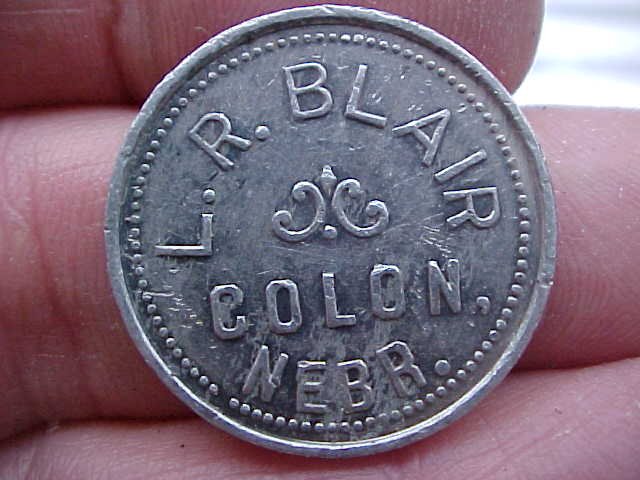 L. R. BLAIR
COLON,
NEBR.